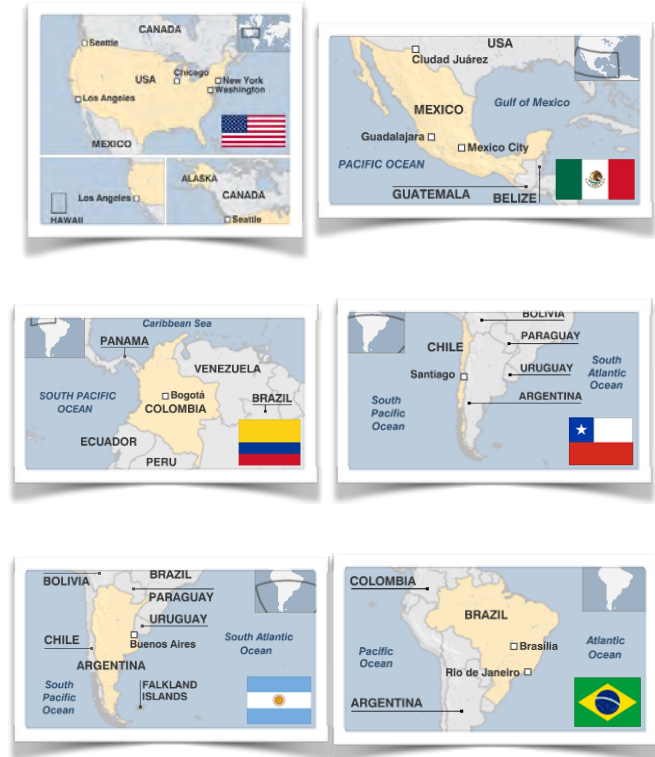 CANADA
Seattle
USA
Chicago
New York
Washington
Los Angeles
MEXICO
Los Angeles
HAWAII
ALASKA
CANADA
Seattle
USA
Ciudad Juárez
MEXICO
Gulf of Mexico
Guadalajara
Mexico City
PACIFIC OCEAN
GUATEMALA
BELIZE
Caribbean Sea
PANAMA
VENEZUELA
SOUTH PACIFIC
OCEAN
Bogotá
COLOMBIA
BRAZIL
ECUADOR
PERU
BOLIVIA
PARAGUAY
CHILE
Santiago
URUGUAY
South
Atlantic
Ocean
ARGENTINA
South
Pacific
Ocean
BOLIVIA
BRAZIL
PARAGUAY
URUGUAY
CHILE
Buenos Aires
South Atlantic
Ocean
ARGENTINA
South
Pacific
Ocean
FALKLAND
ISLANDS
COLOMBIA
BRAZIL
Brasília
Pacific
Ocean
Atlantic
Ocean
Rio de Janeiro
ARGENTINA